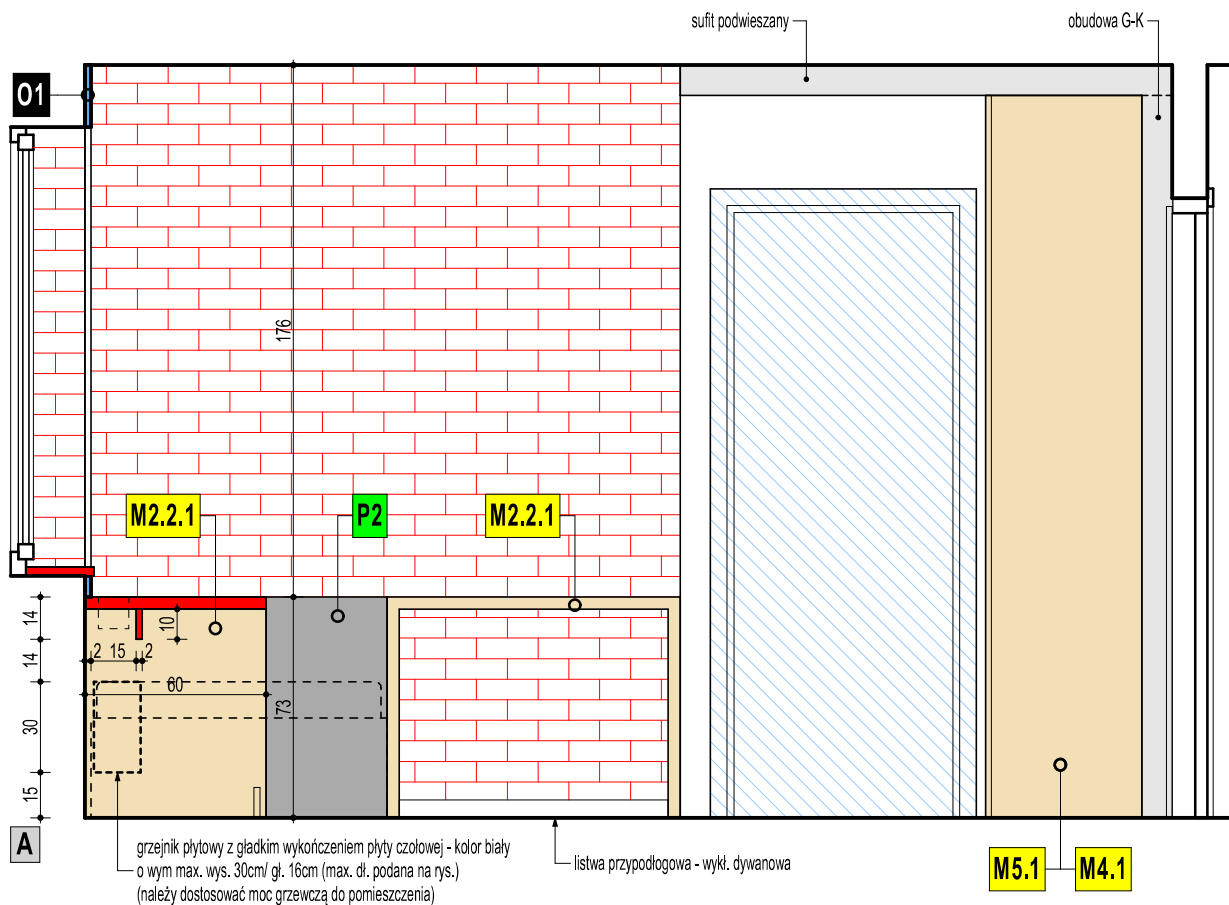 sufit podwieszany
obudowa G-K
O1
176
M2.2.1
P2
M2.2.1
14
10
14
2
15
2
60
73
30
15
A
grzejnik płytowy z gładkim wykończeniem płyty czołowej - kolor biały
o wym max. wys. 30cm/ gł. 16cm (max. dł. podana na rys.)
(należy dostosować moc grzewczą do pomieszczenia)
listwa przypodłogowa - wykł. dywanowa
M5.1
M4.1